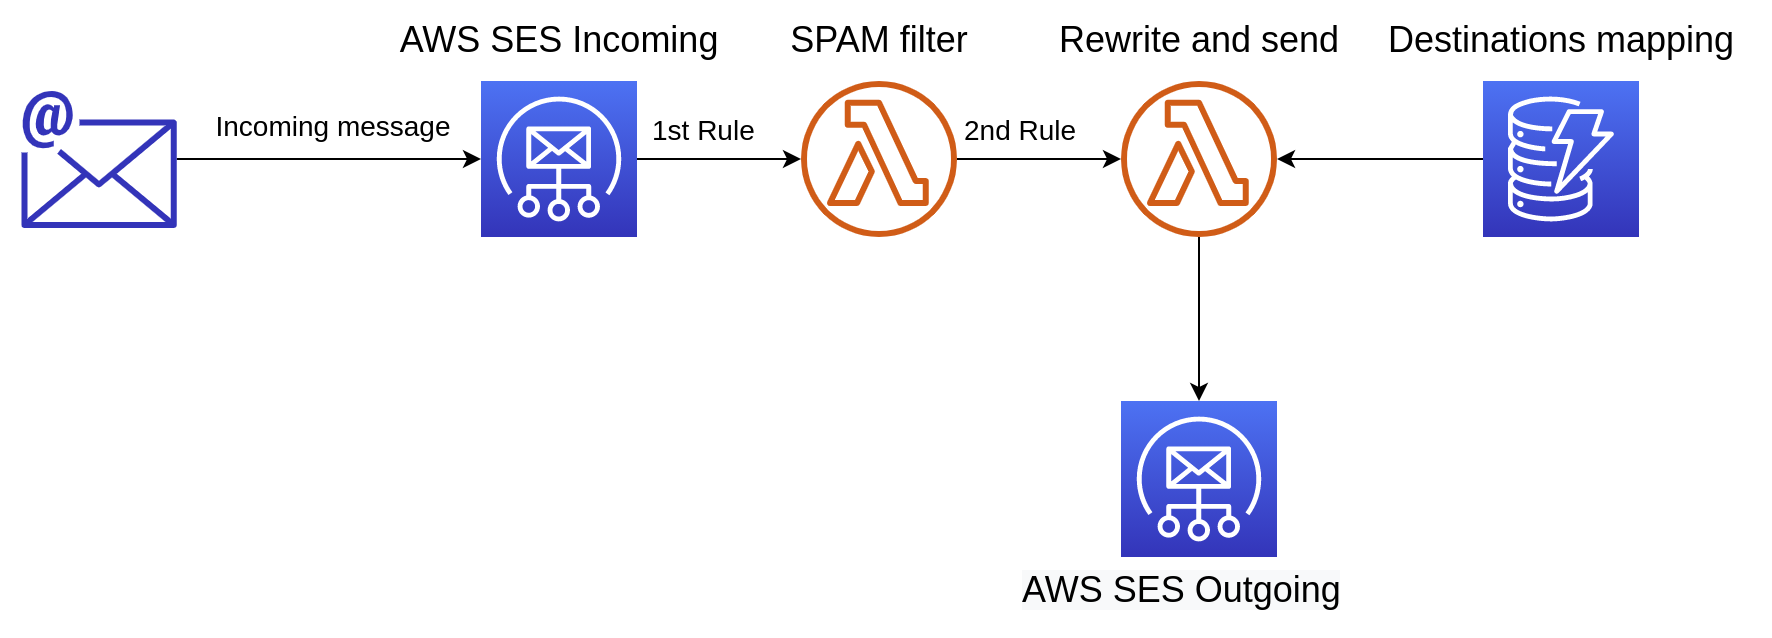 AWS SES Incoming
SPAM filter
Rewrite and send
Destinations mapping
@
Incoming message
1st Rule
2nd Rule
AWS SES Outgoing